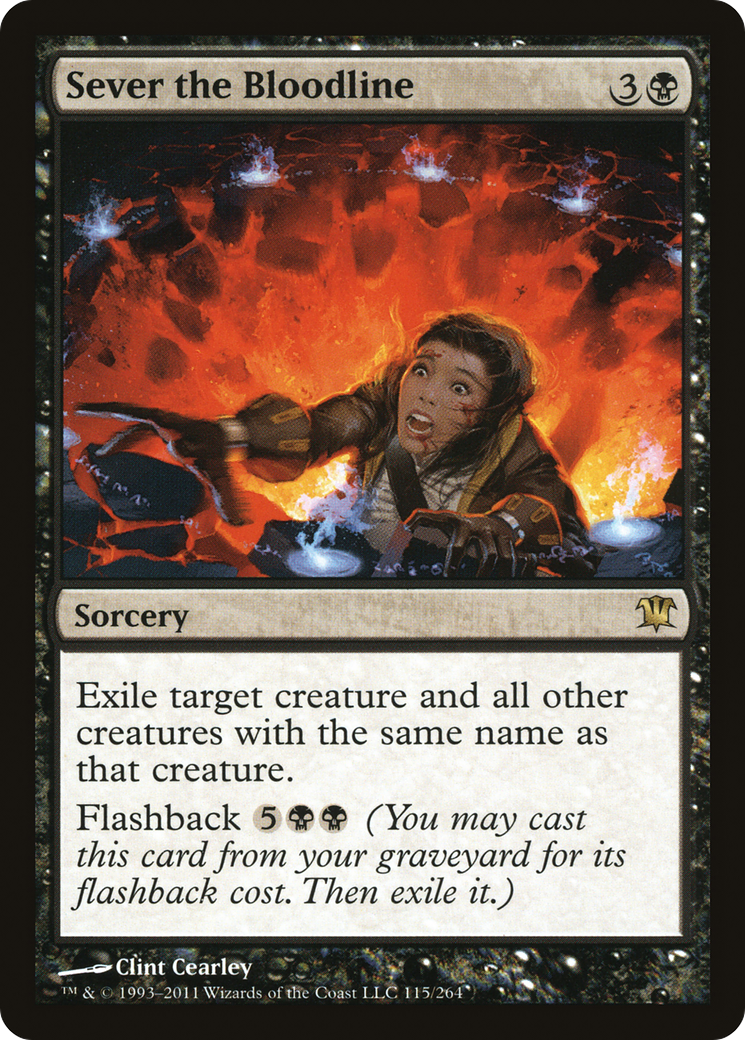 Sever the Bloodline 3
Sorcery
Exile target creature and all other
creatures with the same name as
that creature.
Flashback 5 (You may cast
this card from your graveyard for its
flashback cost. Then exile it.)
Clint Cearley
™ & © 1993–2011 Wizards of the Coast LLC 115/264